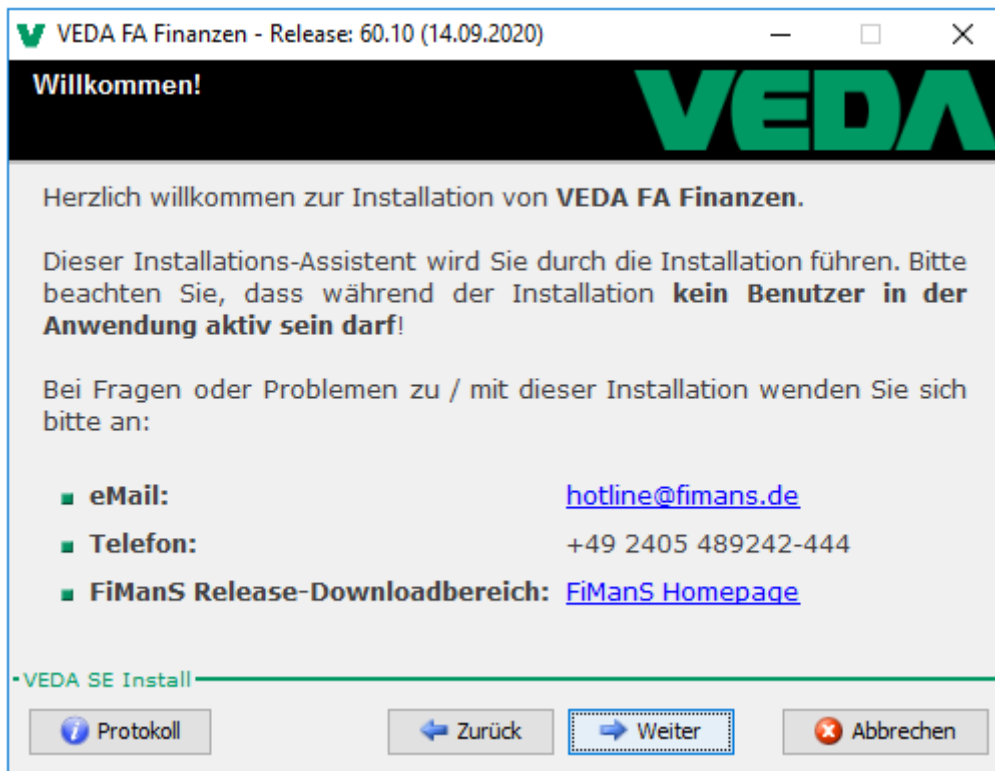 VEDA FA Finanzen - Release: 60.10 (14.09.2020)
Willkommen!
VEDA
Herzlich willkommen zur Installation von VEDA FA Finanzen.
Dieser Installations-Assistent wird Sie durch die Installation führen. Bitte
beachten Sie, dass während der Installation kein Benutzer in der
Anwendung aktiv sein darf!
Bei Fragen oder Problemen zu / mit dieser Installation wenden Sie sich
bitte an:
eMail: hotline@fimans.de
Telefon: +49 2405 489242-444
FiManS Release-Downloadbereich: FiManS Homepage
VEDA SE Install
Protokoll Zurück Weiter Abbrechen